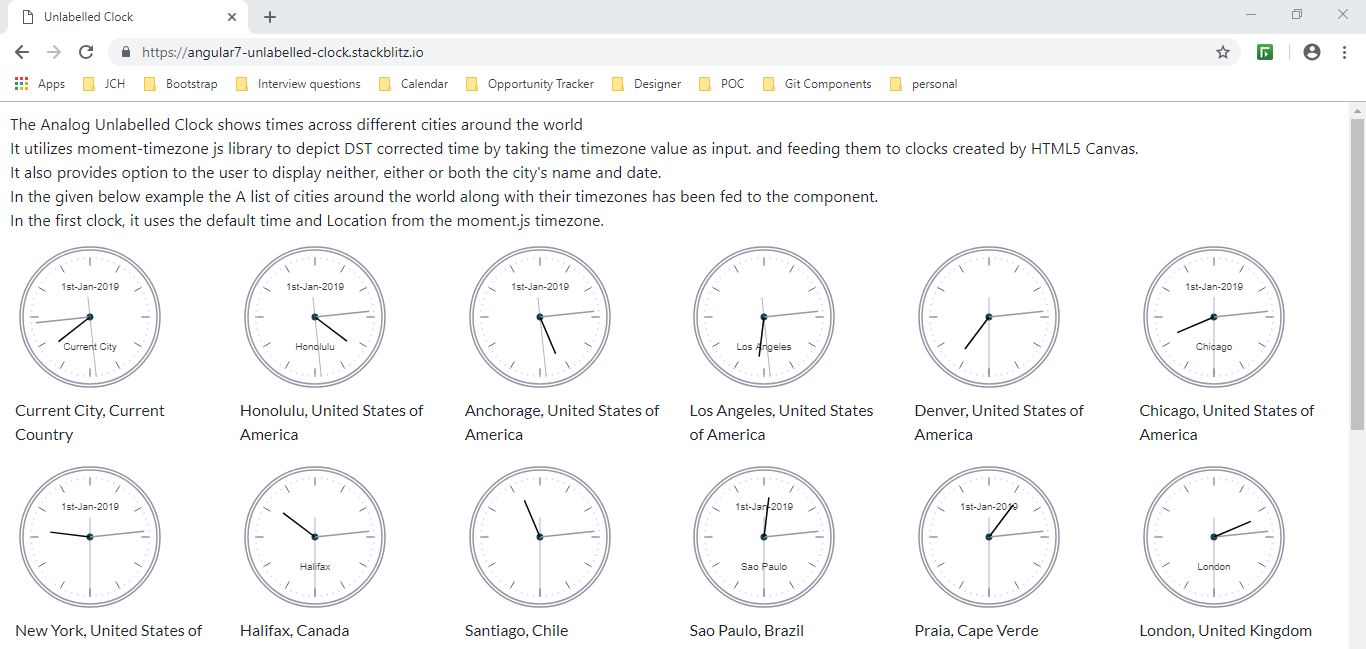 Unlabelled Clock
https://angular7-unlabelled-clock.stackblitz.io
Apps JCH Bootstrap Interview questions Calendar Opportunity Tracker Designer POC Git Components personal
The Analog Unlabelled Clock shows times across different cities around the world
It utilizes moment-timezone js library to depict DST corrected time by taking the timezone value as input. and feeding them to clocks created by HTML5 Canvas.
It also provides option to the user to display neither, either or both the city's name and date.
In the given below example the A list of cities around the world along with their timezones has been fed to the component.
In the first clock, it uses the default time and Location from the moment.js timezone.
1st-Jan-2019
Current City
Current City, Current
Country
1st-Jan-2019
Honolulu
Honolulu, United States of
America
1st-Jan-2019
Anchorage, United States of
America
Los Angeles
Los Angeles, United States
of America
Denver, United States of
America
1st-Jan-2019
Chicago
Chicago, United States of
America
1st-Jan-2019
New York, United States of
Halifax
Halifax, Canada
Santiago, Chile
1st-Jan-2019
Sao Paulo
Sao Paulo, Brazil
1st-Jan-2019
Praia, Cape Verde
London
London, United Kingdom